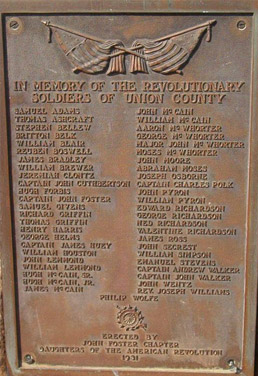 IN MEMORY OF THE REVOLUTIONARY
SOLDIERS OF UNION COUNTY
SAMUEL ADAMS
THOMAS ASHCRAFT
STEPHEN BELLEW
BRITTON BELK
WILLIAM BLAIR
REUBEN BOSWELL
JAMES BRADLEY
WILLIAM BREWER
JEREMIAH CLONTZ
CAPTAIN JOHN CUTHBERTSON
HUGH FORBIS
CAPTAIN JOHN FOSTER
SAMUEL GIVENS
RICHARD GRIFFIN
THOMAS GRIFFIN
HENRY HARRIS
GEORGE HELMS
CAPTAIN JAMES HUEY
WILLIAM HOUSTON
JOHN LEMMOND
WILLIAM LEMMOND
HUGH McCAIN, SR.
HUGH McCAIN, JR.
JAMES McCAIN
JOHN McCAIN
WILLIAM McCAIN
AARON McWHORTER
GEORGE McWHORTER
MAJOR JOHN McWHORTER
MOSES McWHORTER
JOHN MOORE
ABRAHAM MOSES
JOSEPH OSBORNE
CAPTAIN CHARLES POLK
JOHN PYRON
WILLIAM PYRON
EDWARD RICHARDSON
GEORGE RICHARDSON
NED RICHARDSON
VALENTINE RICHARDSON
JAMES ROSS
JOHN SECREST
WILLIAM SIMPSON
EMANUEL STEVENS
CAPTAIN ANDREW WALKER
CAPTAIN JOHN WALKER
JOHN WENTZ
REV. JOSEPH WILLIAMS
PHILIP WOLFE
ERECTED BY
JOHN FOSTER CHAPTER
DAUGHTERS OF THE AMERICAN REVOLUTION
1931